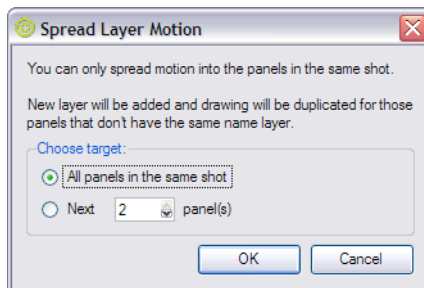 Spread Layer Motion
You can only spread motion into the panels in the same shot.
New layer will be added and drawing will be duplicated for those
panels that don't have the same name layer.
Choose target:
All panels in the same shot
Next 2 panel(s)
OK Cancel